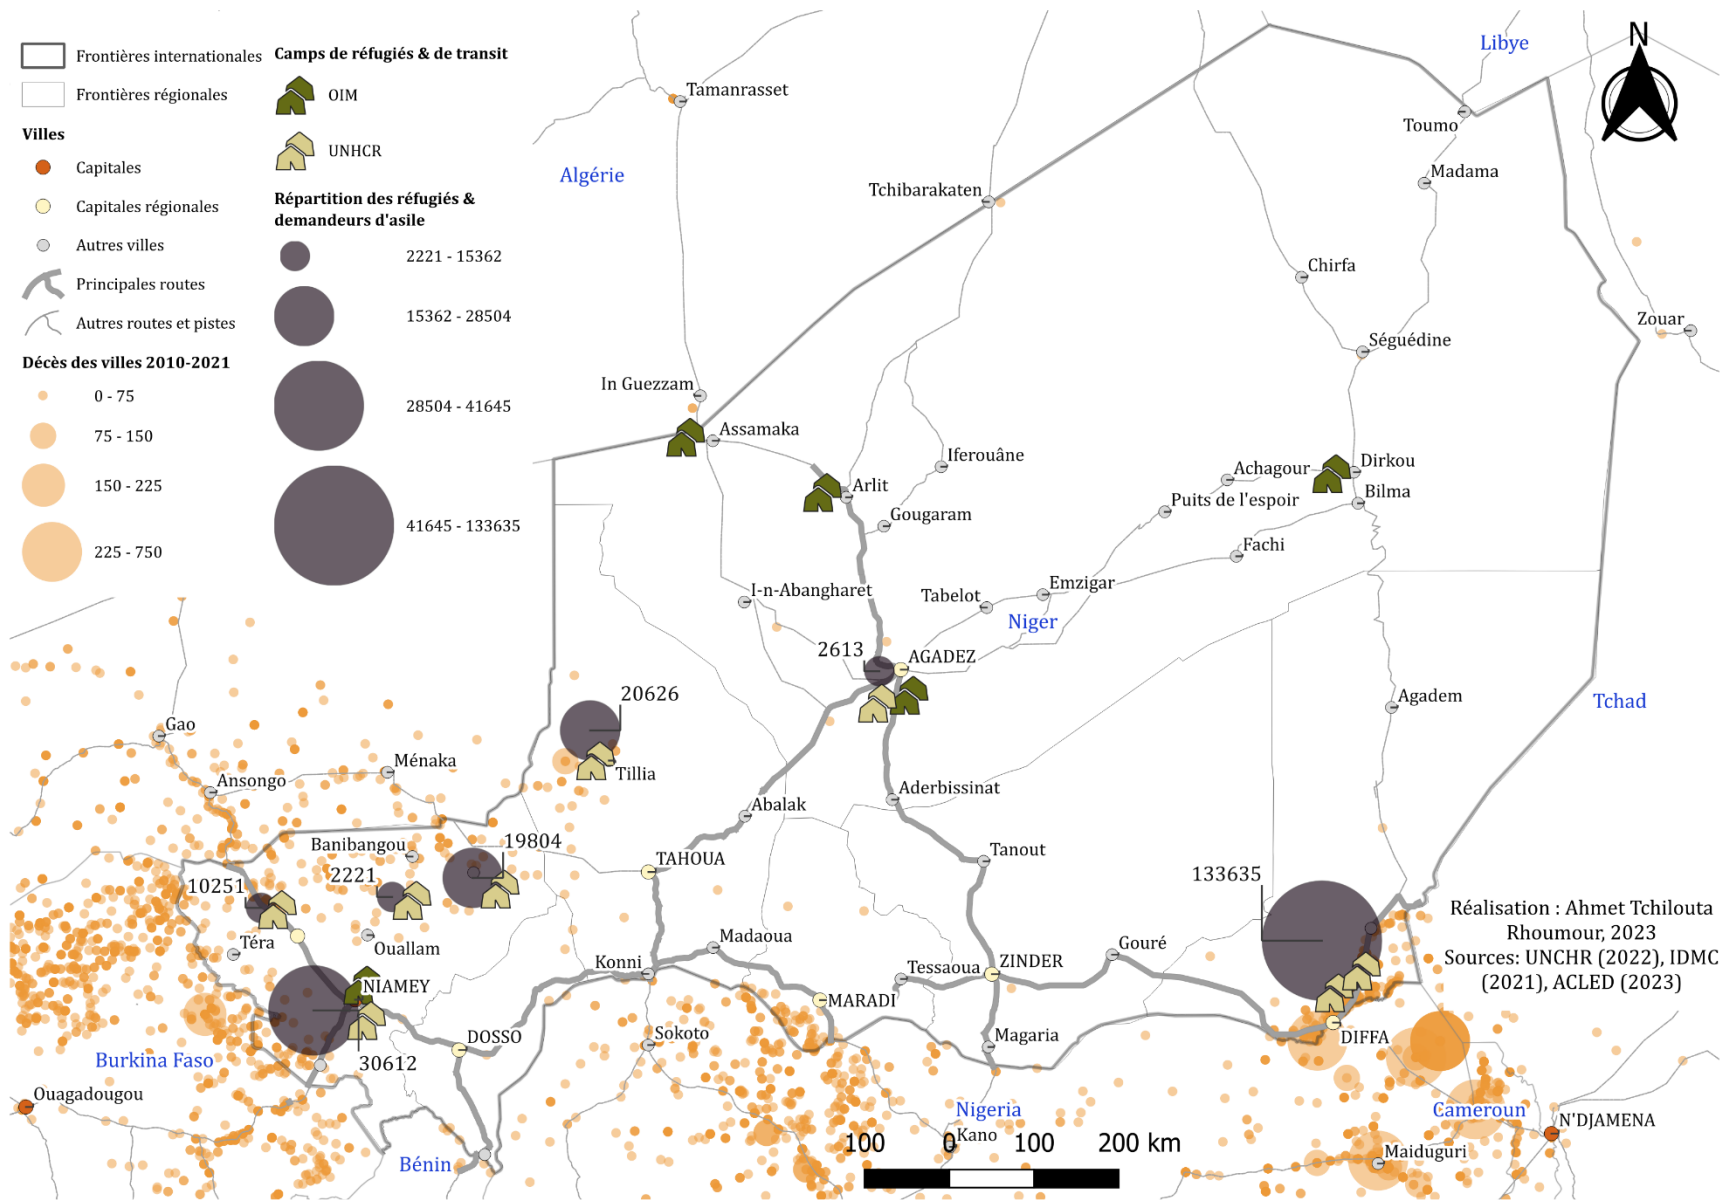 Frontières internationales
Frontières régionales
Villes
Capitales
Capitales régionales
Autres villes
Principales routes
Autres routes et pistes
Décès des villes 2010-2021
0 - 75
75 - 150
150 - 225
225 - 750
Camps de réfugiés & de transit
OIM
UNHCR
Répartition des réfugiés &
demandeurs d'asile
2221 - 15362
15362 - 28504
28504 - 41645
41645 - 133635
N
Libye
Tamanrasset
Toumo
Algérie
Madama
Tchibarakaten
Chirfa
Zouar
Séguédine
In Guezzam
Assamaka
Iferouâne
Achagour
Dirkou
Arlit
Puits de l'espoir
Bilma
Gougaram
Fachi
I-n-Abangharet
Tabelot
Emzigar
Niger
2613
AGADEZ
20626
Agadem
Tchad
Gao
Ménaka
Tillia
Ansongo
Aderbissinat
Abalak
Banibangou
19804
TAHOUA
Tanout
133635
2221
10251
Réalisation : Ahmet Tchilouta
Rhoumour, 2023
Sources: UNCHR (2022), IDMC
(2021), ACLED (2023)
Téra
Ouallam
Madaoua
Gouré
Konni
Tessaoua
ZINDER
NIAMEY
MARADI
DOSSO
Sokoto
Magaria
DIFFA
Burkina Faso
30612
Ouagadougou
Nigeria
Cameroun
N'DJAMENA
Kano
100
0
100
200 km
Bénin
Maiduguri